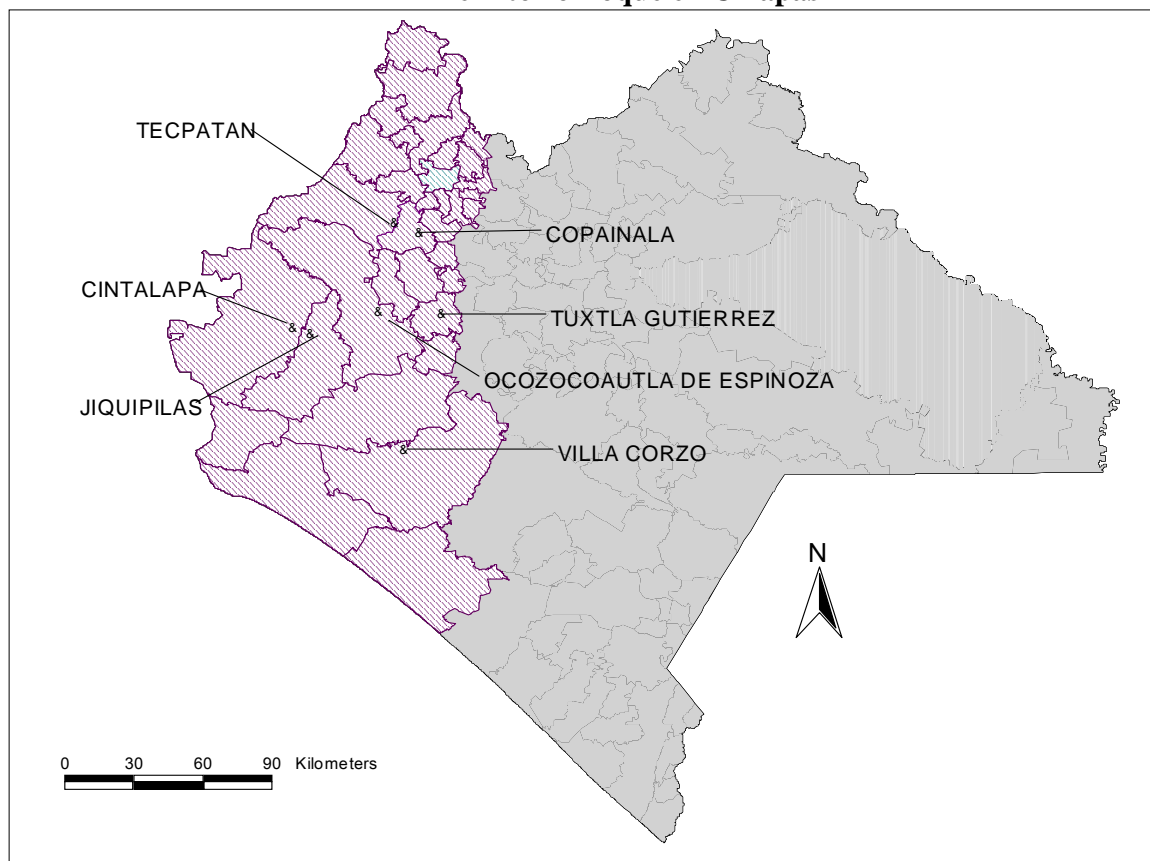 TECPATAN
COPAINALA
CINTALAPA
TUXTLA GUTIERREZ
OCOZOCOAUTLA DE ESPINOZA
JIQUIPILAS
VILLA CORZO
N
0 30 60 90 Kilometers